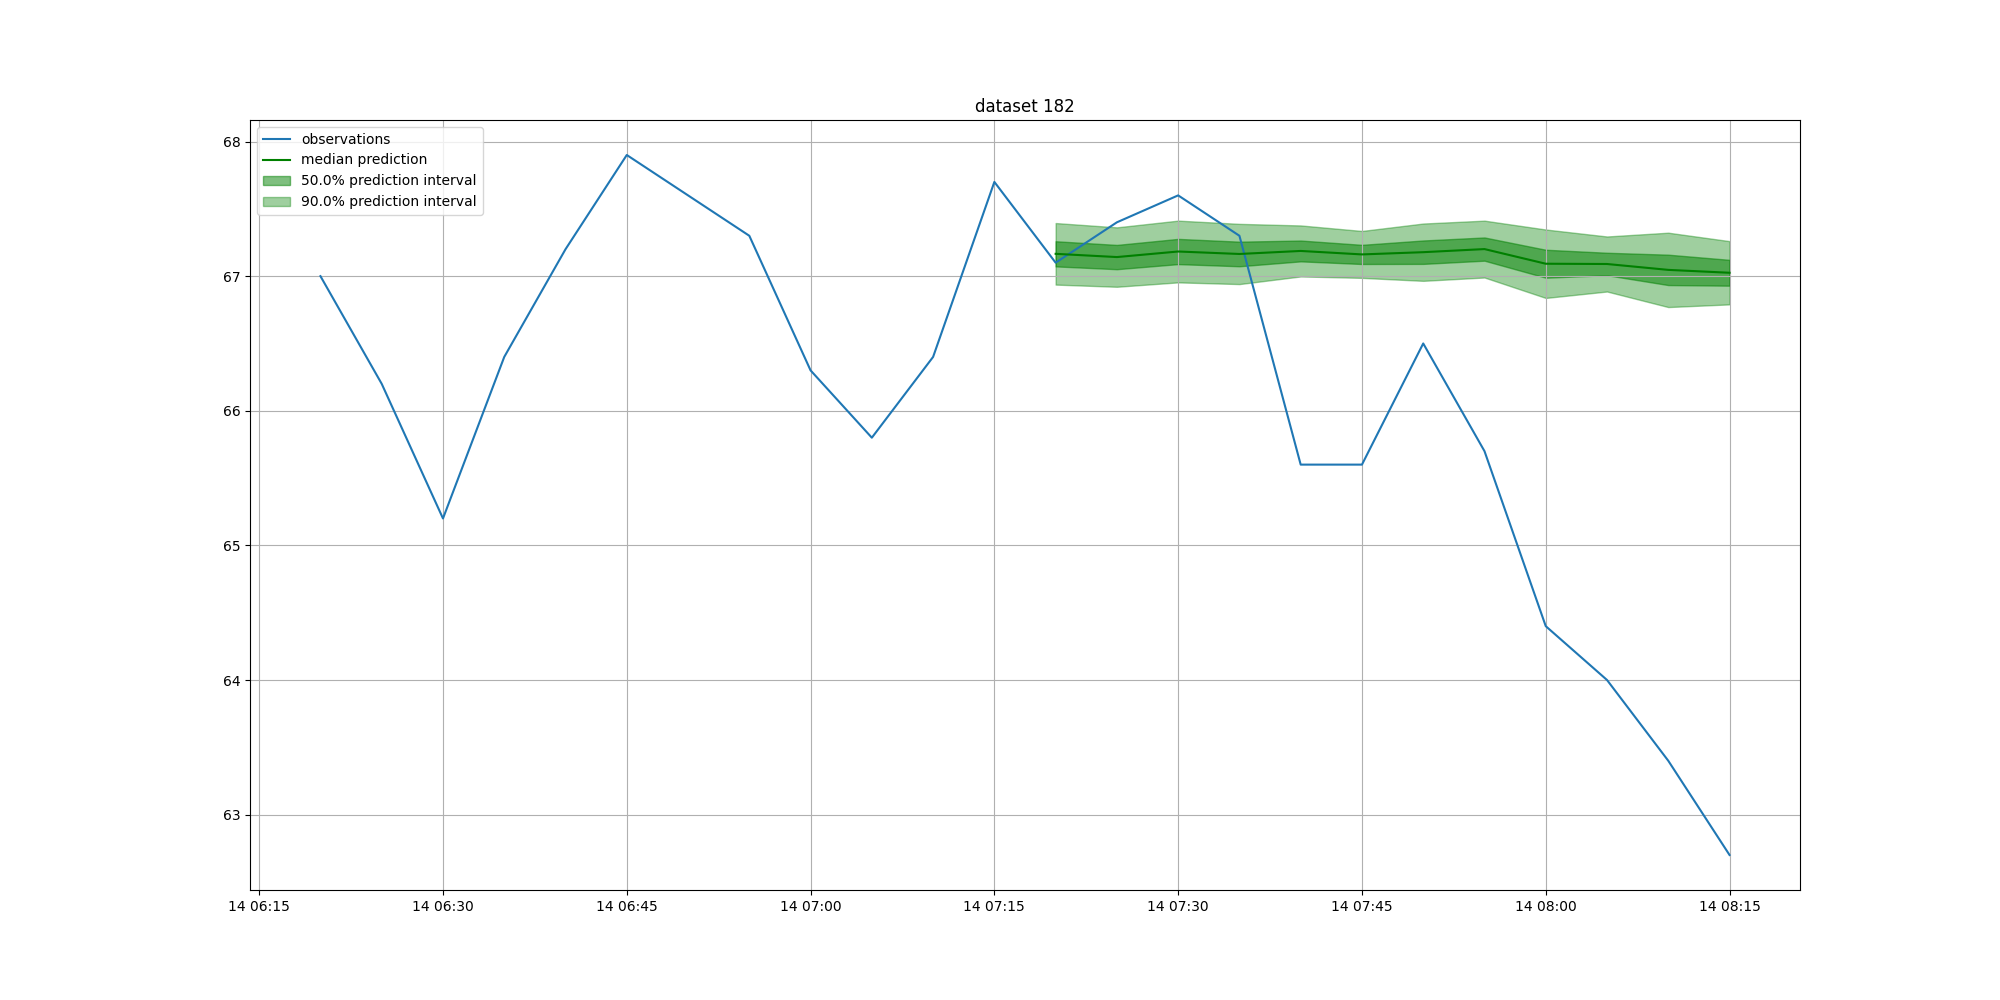 dataset 182
observations
median prediction
50.0% prediction interval
90.0% prediction interval
68
67
66
65
64
63
14 06:15 14 06:30 14 06:45 14 07:00 14 07:15 14 07:30 14 07:45 14 08:00 14 08:15